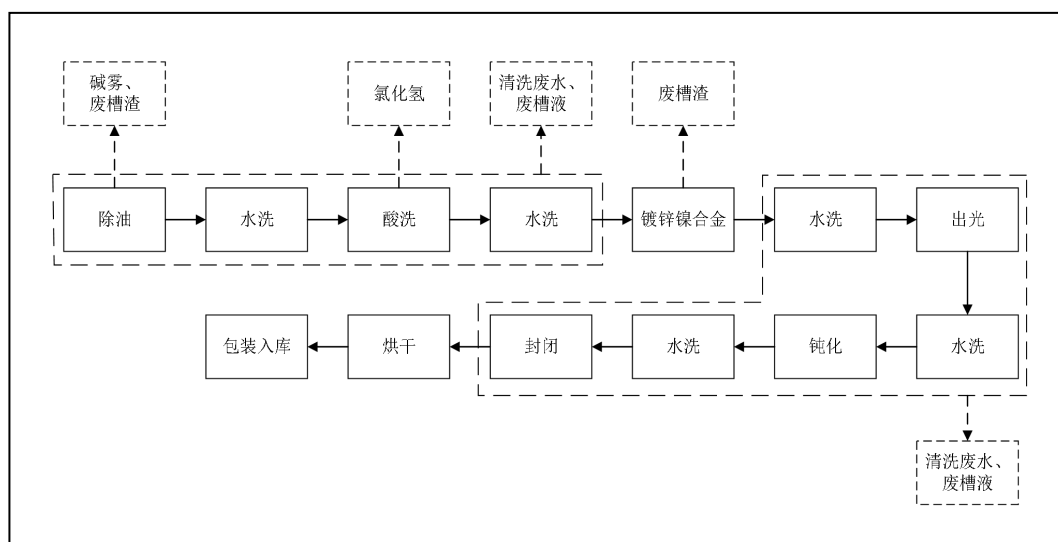 碱雾、
废槽渣
氯化氢
清洗废水、
废槽液
废槽渣
除油
水洗
酸洗
水洗
镀锌镍合金
水洗
出光
包装入库
烘干
封闭
水洗
钝化
水洗
清洗废水、
废槽液